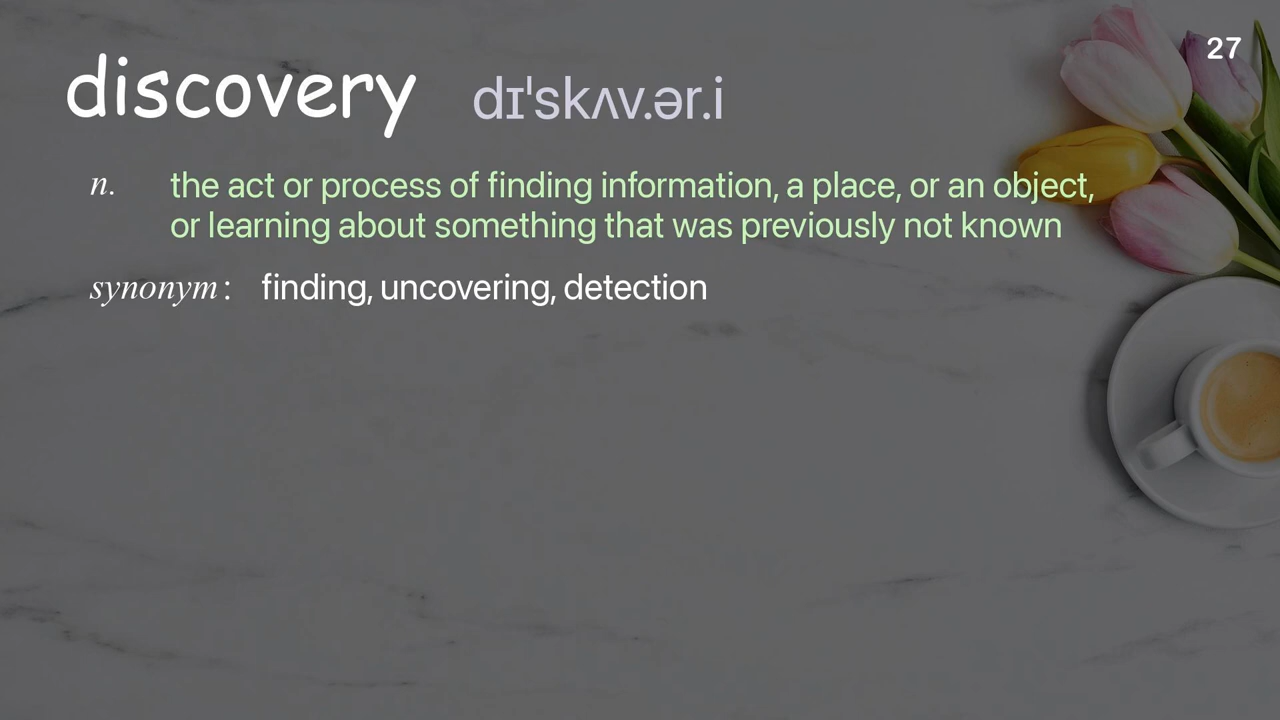 27
discovery dɪˈskʌv.ər.i
n. the act or process of finding information, a place, or an object,
or learning about something that was previously not known
synonym: finding, uncovering, detection